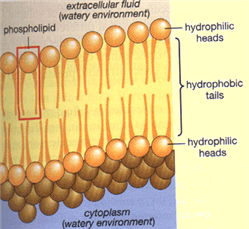 extracellular fluid
(watery environment)
phospholipid
hydrophilic
heads
hydrophobic
tails
hydrophilic
heads
cytoplasm
(watery environment)